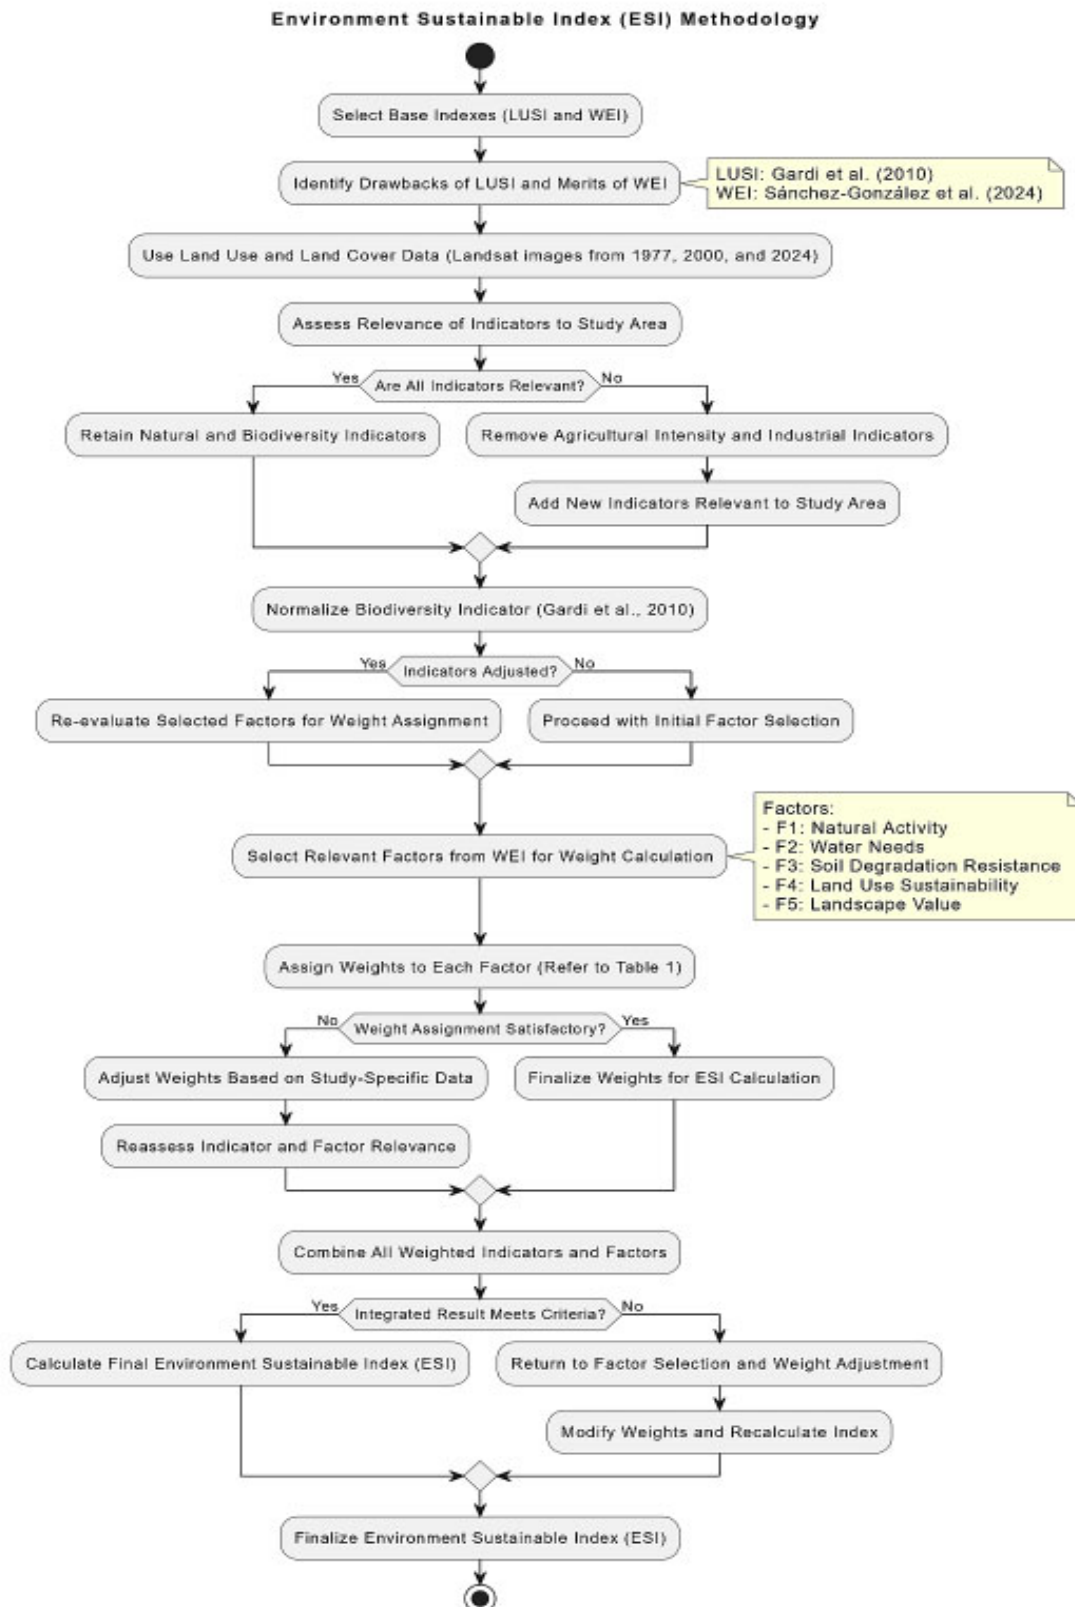 Environment Sustainable Index (ESI) Methodology
Select Base Indexes (LUSI and WEI)
Identify Drawbacks of LUSI and Merits of WEI
LUSI: Gardi et al. (2010)
WEI: Sánchez-González et al. (2024)
Use Land Use and Land Cover Data (Landsat images from 1977, 2000, and 2024)
Assess Relevance of Indicators to Study Area
Yes
Are All Indicators Relevant?
No
Retain Natural and Biodiversity Indicators
Remove Agricultural Intensity and Industrial Indicators
Add New Indicators Relevant to Study Area
Normalize Biodiversity Indicator (Gardi et al., 2010)
Yes
Indicators Adjusted?
No
Re-evaluate Selected Factors for Weight Assignment
Proceed with Initial Factor Selection
Select Relevant Factors from WEI for Weight Calculation
Factors:
- F1: Natural Activity
- F2: Water Needs
- F3: Soil Degradation Resistance
- F4: Land Use Sustainability
- F5: Landscape Value
Assign Weights to Each Factor (Refer to Table 1)
No
Weight Assignment Satisfactory?
Yes
Adjust Weights Based on Study-Specific Data
Finalize Weights for ESI Calculation
Reassess Indicator and Factor Relevance
Combine All Weighted Indicators and Factors
Yes
Integrated Result Meets Criteria?
No
Calculate Final Environment Sustainable Index (ESI)
Return to Factor Selection and Weight Adjustment
Modify Weights and Recalculate Index
Finalize Environment Sustainable Index (ESI)